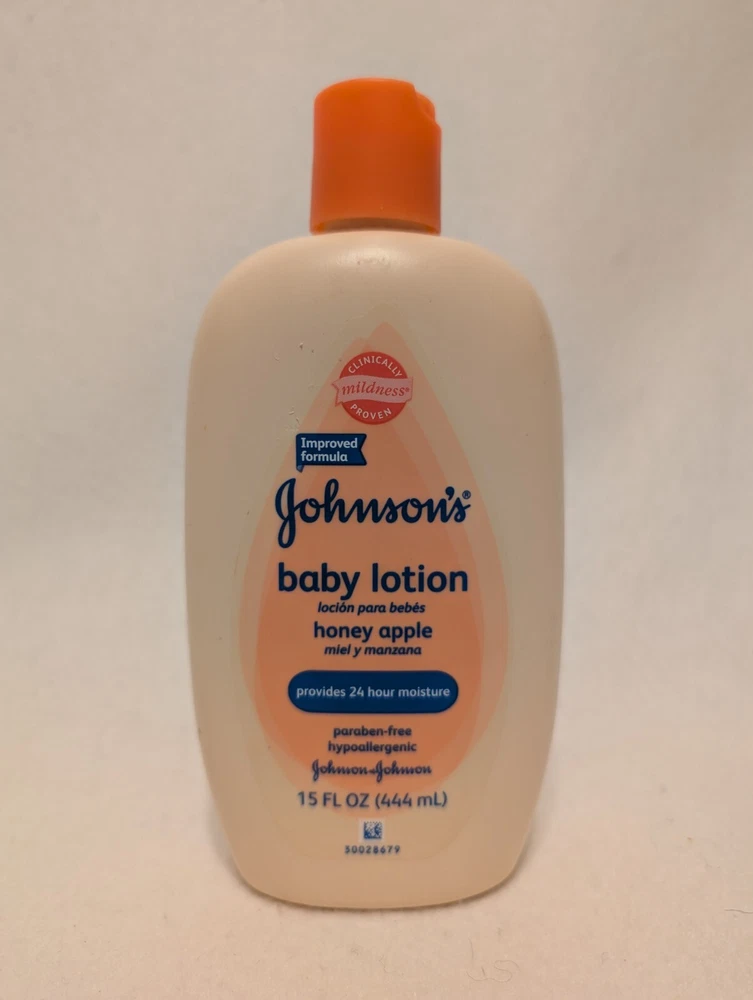 CLINICALLY
mildness®
PROVEN
Improved
formula
Johnson's®
baby lotion
loción para bebés
honey apple
miel y manzana
provides 24 hour moisture
paraben-free
hypoallergenic
Johnson & Johnson
15 FL OZ (444 mL)
30028679